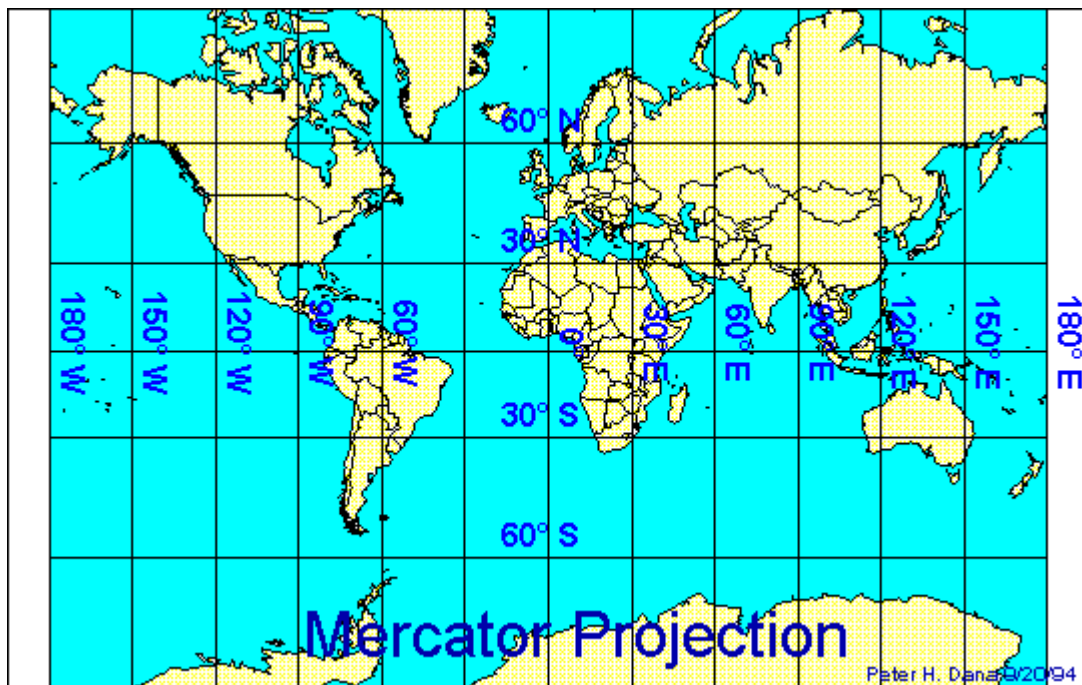 60° N
30° N
180° W
150° W
120° W
90° W
60° W
0°
30° E
60° E
90° E
120° E
150° E
180° E
30° S
60° S
Mercator Projection
Peter H. Dana 9/20/94